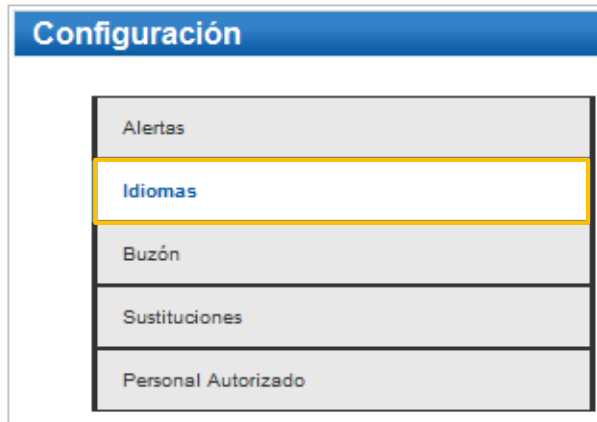 Configuración
Alertas
Idiomas
Buzón
Sustituciones
Personal Autorizado